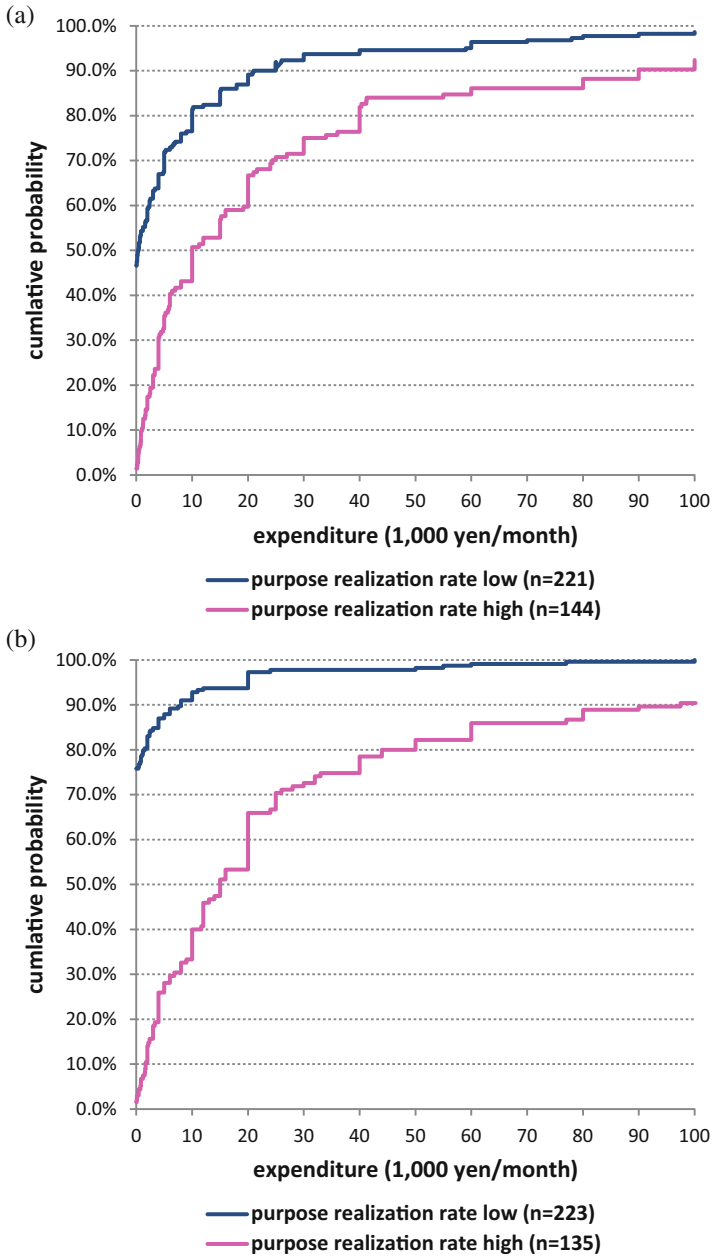 (a)
100.0%
90.0%
80.0%
70.0%
60.0%
50.0%
40.0%
30.0%
20.0%
10.0%
0.0%
cumlative probability
0 10 20 30 40 50 60 70 80 90 100
expenditure (1,000 yen/month)
purpose realization rate low (n=221)
purpose realization rate high (n=144)
(b)
100.0%
90.0%
80.0%
70.0%
60.0%
50.0%
40.0%
30.0%
20.0%
10.0%
0.0%
cumlative probability
0 10 20 30 40 50 60 70 80 90 100
expenditure (1,000 yen/month)
purpose realization rate low (n=223)
purpose realization rate high (n=135)